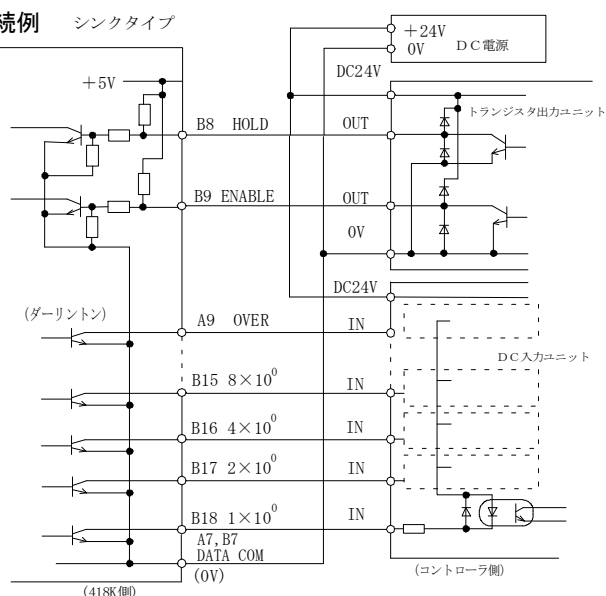 続例 シンクタイプ
+24V
0V DC電源
DC24V
+5V
トランジスタ出力ユニット
B8 HOLD OUT
B9 ENABLE OUT
0V
DC24V
(ダーリントン)
A9 OVER IN
DC入力ユニット
B15 8×10⁰ IN
B16 4×10⁰ IN
B17 2×10⁰ IN
B18 1×10⁰ IN
A7,B7
DATA COM
(0V)
(コントローラ側)
(418K側)